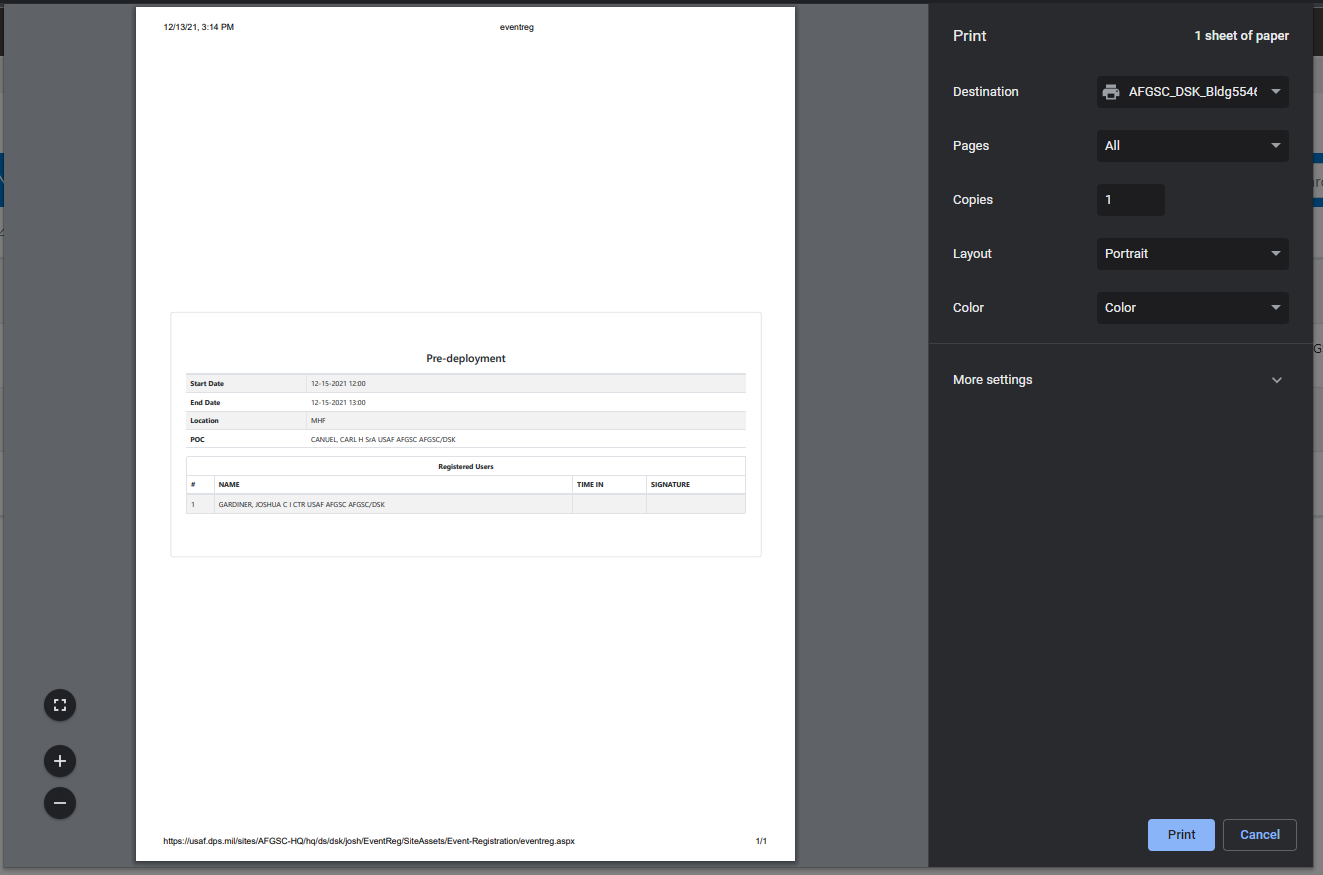 12/13/21, 3:14 PM eventreg
Pre-deployment
Start Date 12-15-2021 12:00
End Date 12-15-2021 13:00
Location MHF
POC CANUEL, CARL H SrA USAF AFGSC AFGSC/DSK
Registered Users
# NAME TIME IN SIGNATURE
1 GARDINER, JOSHUA C I CTR USAF AFGSC AFGSC/DSK
https://usaf.dps.mil/sites/AFGSC-HQ/hq/ds/dsk/josh/EventReg/SiteAssets/Event-Registration/eventreg.aspx 1/1
Print 1 sheet of paper
Destination AFGSC_DSK_Bldg5546
Pages All
Copies 1
Layout Portrait
Color Color
More settings
Print Cancel